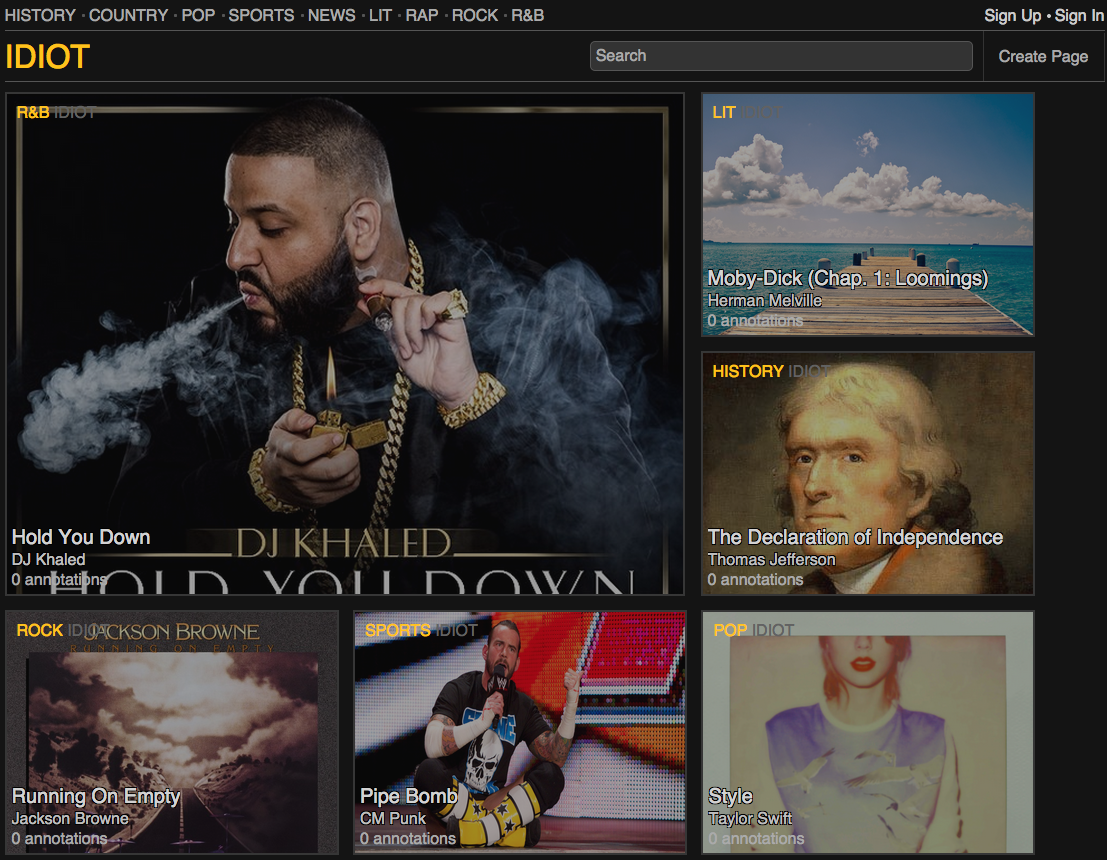 HISTORY · COUNTRY · POP · SPORTS · NEWS · LIT · RAP · ROCK · R&B
Sign Up • Sign In
IDIOT
Search
Create Page
R&B IDIOT
DJ KHALED
HOLD YOU DOWN
Hold You Down
DJ Khaled
0 annotations
LIT IDIOT
Moby-Dick (Chap. 1: Loomings)
Herman Melville
0 annotations
HISTORY IDIOT
The Declaration of Independence
Thomas Jefferson
0 annotations
ROCK IDIOT
JACKSON BROWNE
RUNNING ON EMPTY
Running On Empty
Jackson Browne
0 annotations
SPORTS IDIOT
Pipe Bomb
CM Punk
0 annotations
POP IDIOT
Style
Taylor Swift
0 annotations